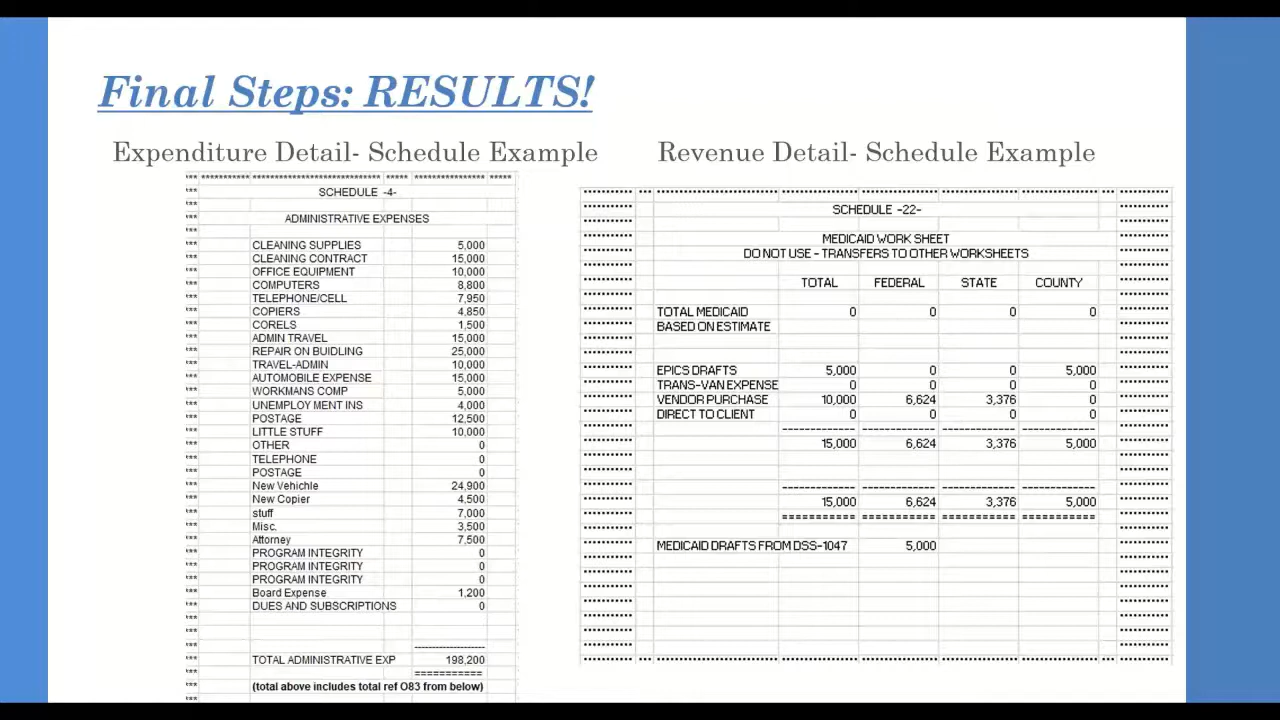 Final Steps: RESULTS!
Expenditure Detail- Schedule Example
*** *********** ***************************** ***** **************** *****
SCHEDULE -4-
ADMINISTRATIVE EXPENSES
CLEANING SUPPLIES 5,000
CLEANING CONTRACT 15,000
OFFICE EQUIPMENT 10,000
COMPUTERS 8,800
TELEPHONE/CELL 7,950
COPIERS 4,850
CORELS 1,500
ADMIN TRAVEL 15,000
REPAIR ON BUIDLING 25,000
TRAVEL-ADMIN 10,000
AUTOMOBILE EXPENSE 15,000
WORKMANS COMP 5,000
UNEMPLOY MENT INS 4,000
POSTAGE 12,500
LITTLE STUFF 10,000
OTHER 0
TELEPHONE 0
POSTAGE 0
New Vehichle 24,900
New Copier 4,500
stuff 7,000
Misc. 3,500
Attorney 7,500
PROGRAM INTEGRITY 0
PROGRAM INTEGRITY 0
PROGRAM INTEGRITY 0
Board Expense 1,200
DUES AND SUBSCRIPTIONS 0
-------------------
TOTAL ADMINISTRATIVE EXP 198,200
===========
(total above includes total ref O83 from below)
Revenue Detail- Schedule Example
SCHEDULE -22-
MEDICAID WORK SHEET
DO NOT USE - TRANSFERS TO OTHER WORKSHEETS
TOTAL FEDERAL STATE COUNTY
TOTAL MEDICAID 0 0 0 0
BASED ON ESTIMATE
EPICS DRAFTS 5,000 0 0 5,000
TRANS-VAN EXPENSE 0 0 0 0
VENDOR PURCHASE 10,000 6,624 3,376 0
DIRECT TO CLIENT 0 0 0 0
------------- ------------- ------------- -------------
15,000 6,624 3,376 5,000
------------- ------------- ------------- -------------
15,000 6,624 3,376 5,000
=========== =========== =========== ===========
MEDICAID DRAFTS FROM DSS-1047 5,000